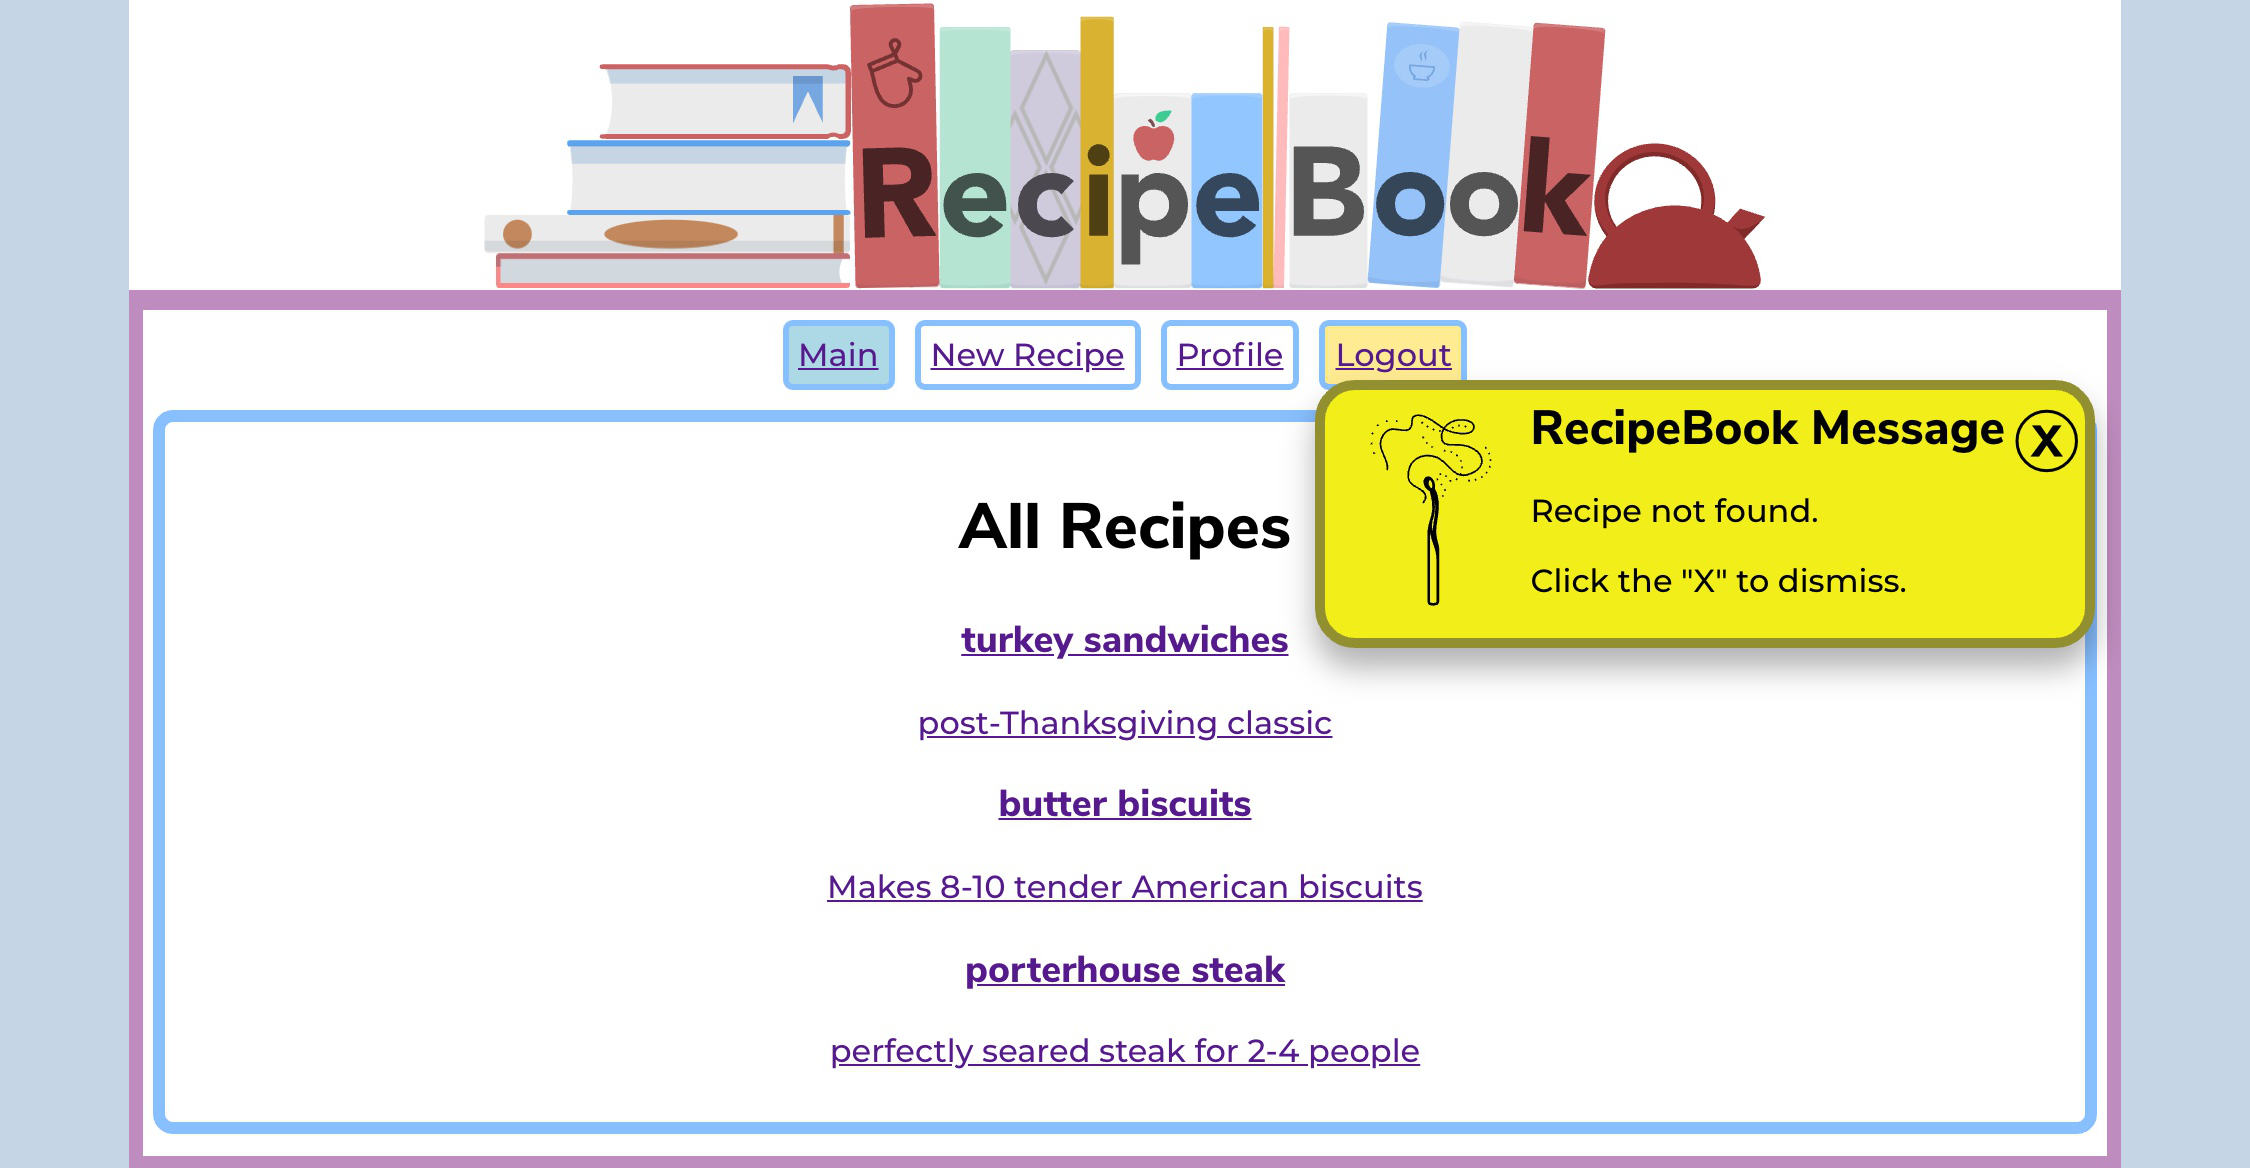 Recipe Book
Main
New Recipe
Profile
Logout
RecipeBook Message
X
Recipe not found.
Click the "X" to dismiss.
All Recipes
turkey sandwiches
post-Thanksgiving classic
butter biscuits
Makes 8-10 tender American biscuits
porterhouse steak
perfectly seared steak for 2-4 people